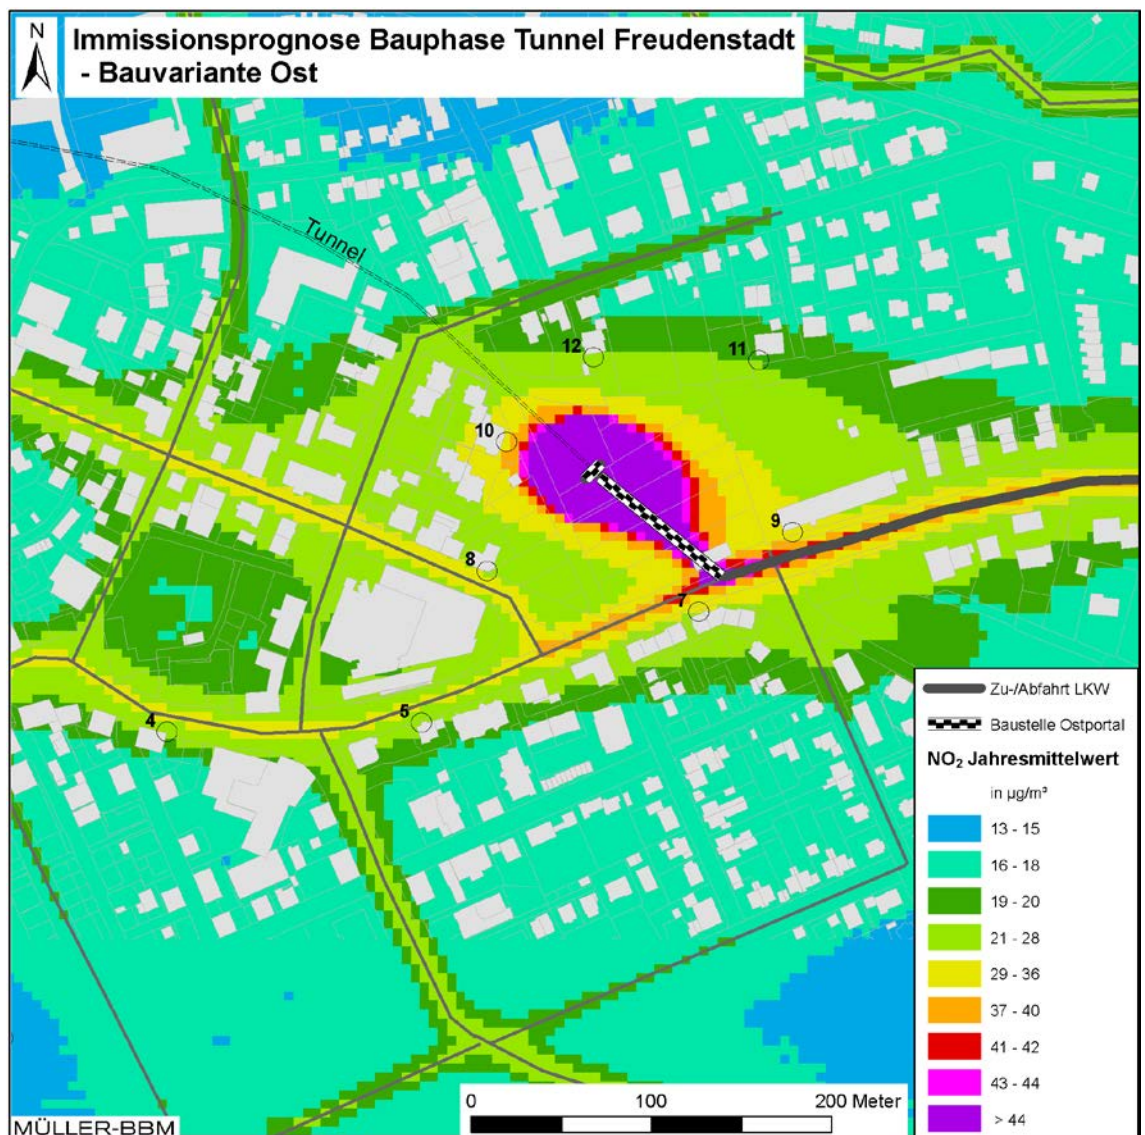 N
Immissionsprognose Bauphase Tunnel Freudenstadt
- Bauvariante Ost
Tunnel
12
11
10
9
8
7
5
4
Zu-/Abfahrt LKW
Baustelle Ostportal
NO₂ Jahresmittelwert
in µg/m³
13 - 15
16 - 18
19 - 20
21 - 28
29 - 36
37 - 40
41 - 42
43 - 44
> 44
0 100 200 Meter
MÜLLER-BBM